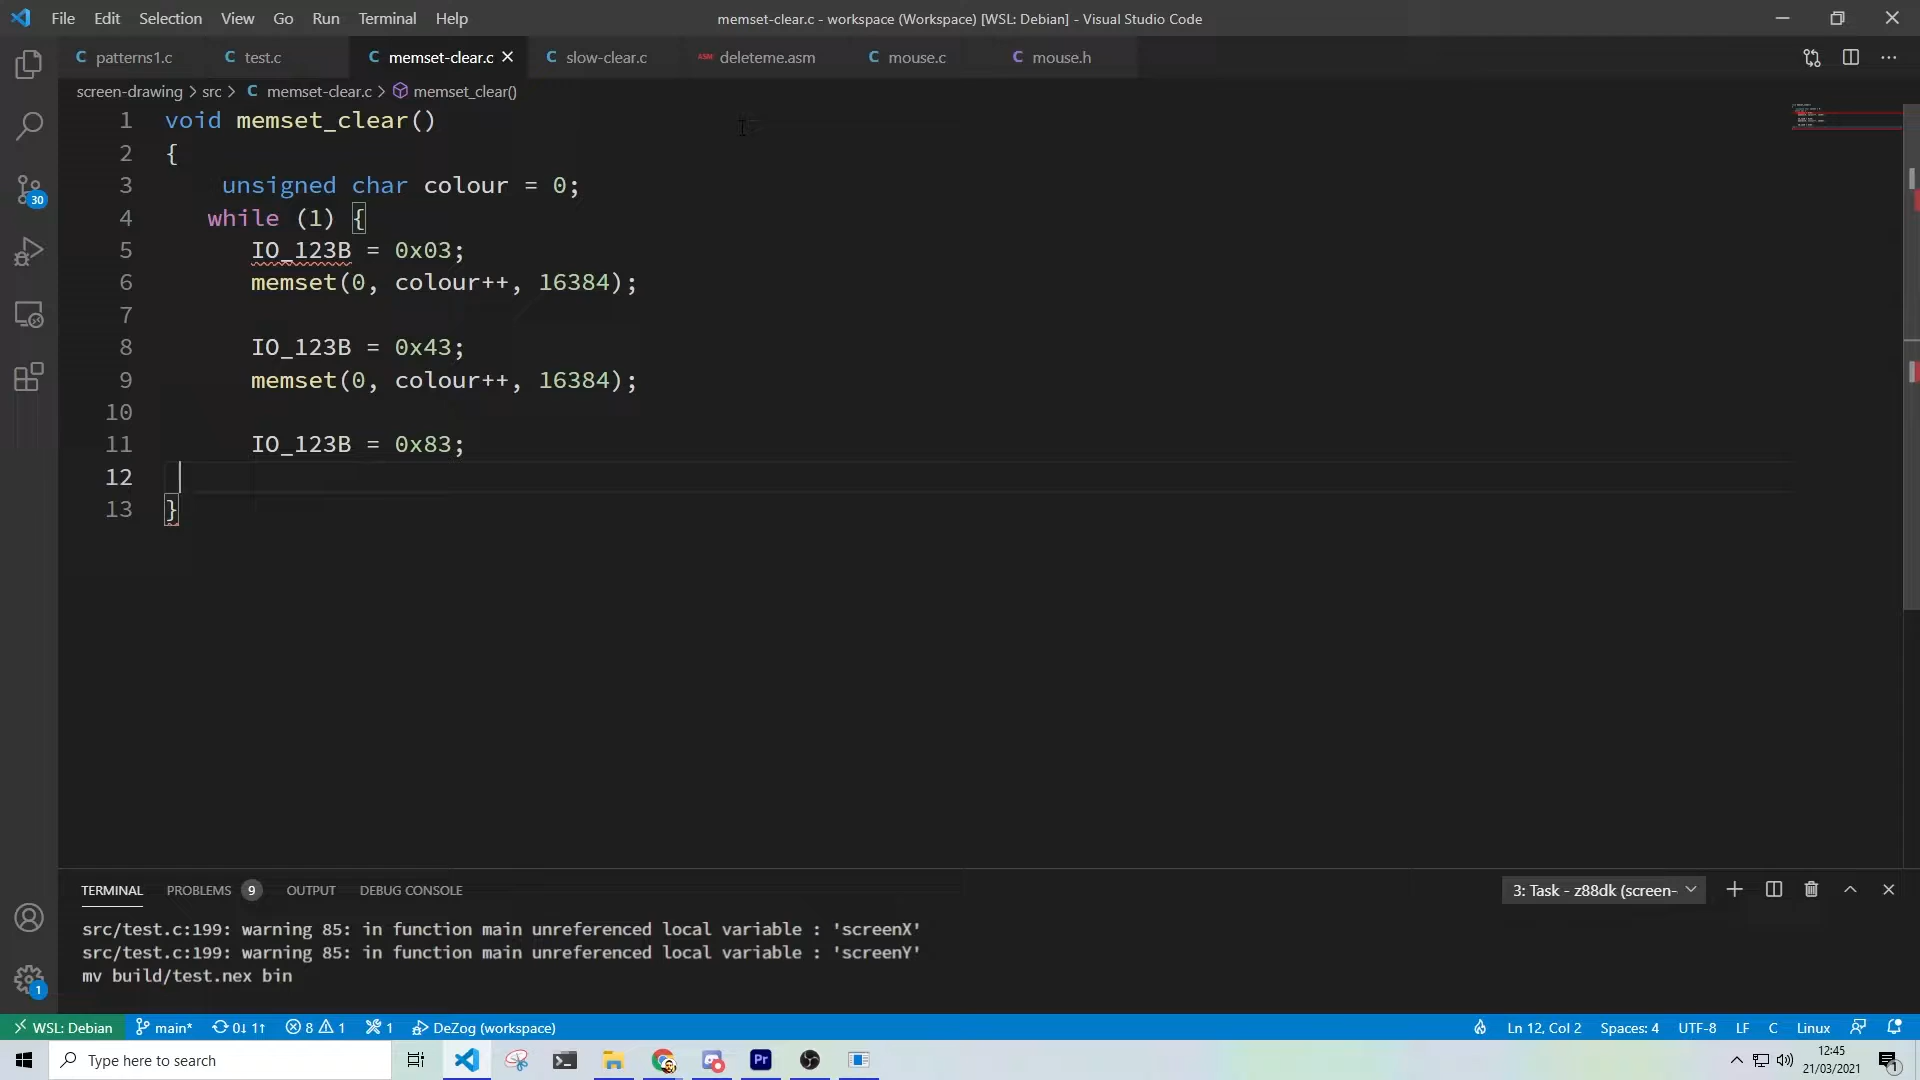 File Edit Selection View Go Run Terminal Help
memset-clear.c - workspace (Workspace) [WSL: Debian] - Visual Studio Code
C patterns1.c C test.c C memset-clear.c C slow-clear.c ASM deleteme.asm C mouse.c C mouse.h
screen-drawing > src > C memset-clear.c > memset_clear()
1 void memset_clear()
2 {
3 unsigned char colour = 0;
4 while (1) {
5 IO_123B = 0x03;
6 memset(0, colour++, 16384);
7
8 IO_123B = 0x43;
9 memset(0, colour++, 16384);
10
11 IO_123B = 0x83;
12
13 }
30
1
TERMINAL PROBLEMS 9 OUTPUT DEBUG CONSOLE
3: Task - z88dk (screen-
src/test.c:199: warning 85: in function main unreferenced local variable : 'screenX'
src/test.c:199: warning 85: in function main unreferenced local variable : 'screenY'
mv build/test.nex bin
WSL: Debian main* 0↓ 1↑ 8 1 1 DeZog (workspace)
Ln 12, Col 2 Spaces: 4 UTF-8 LF C Linux
Type here to search
Pr
12:45
21/03/2021
1